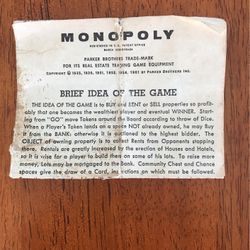 MONOPOLY
REGISTERED IN U.S. PATENT OFFICE
PARKER BROTHERS TRADE-MARK
FOR ITS REAL ESTATE TRADING GAME EQUIPMENT
COPYRIGHT © 1935, 1936, 1951, 1952, 1954, 1961 BY PARKER BROTHERS INC.
BRIEF IDEA OF THE GAME
THE IDEA OF THE GAME is to BUY and RENT or SELL properties so profit-
ably that one becomes the wealthiest player and eventual WINNER. Start-
ing from "GO" move Tokens around the Board according to throw of Dice.
When a Player's Token lands on a space NOT already owned, he may Buy
it from the BANK: otherwise it is Auctioned to the highest bidder. The
OBJECT of owning property is to collect Rents from Opponents stopping
there. Rentals are greatly increased by the erection of Houses and Hotels,
so it is wise for a player to build them on some of his lots. To raise more
money, Lots may be mortgaged to the Bank. Community Chest and Chance
spaces give the draw of a Card, instructions on which must be followed.